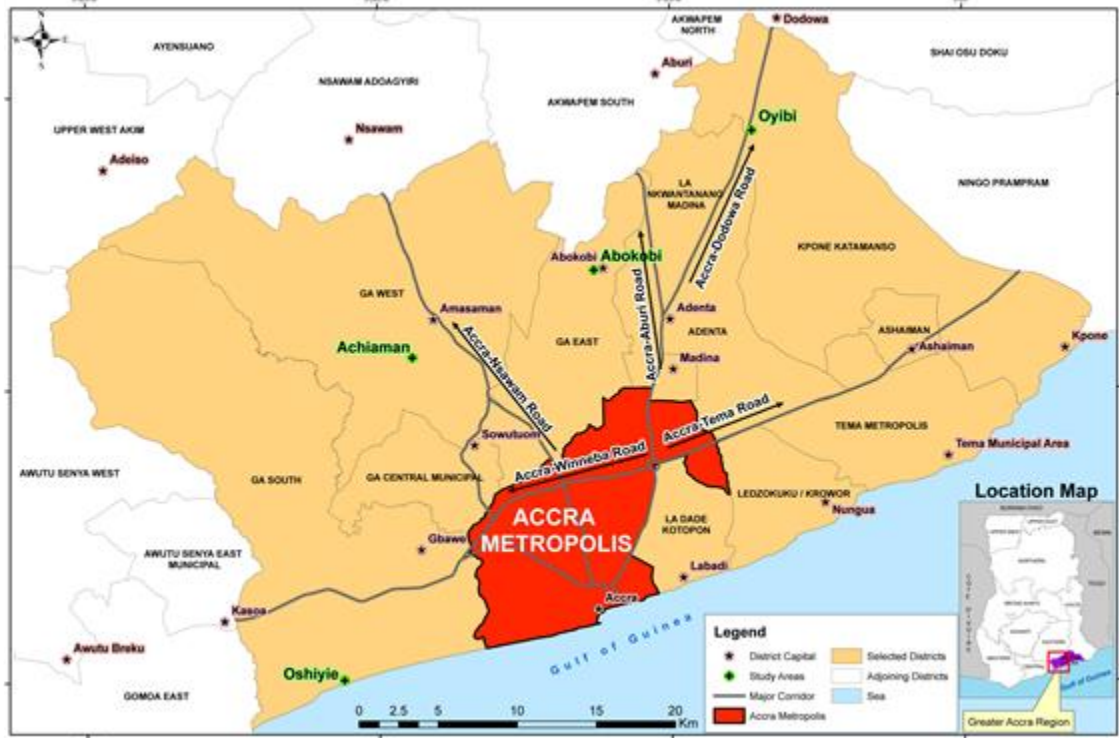 Dodowa
AKWAPEM
NORTH
AYENSUANO
SHAI OSU DOKU
Aburi
NSAWAM ADOAGYIRI
AKWAPEM SOUTH
Oyibi
UPPER WEST AKIM
Nsawam
Adeiso
LA
NKWANTANANG
MADINA
NINGO PRAMPRAM
Accra-Dodowa Road
KPONE KATAMANSO
Abokobi
Abokobi
GA WEST
Accra-Aburi Road
Amasaman
Adenta
ADENTA
ASHAIMAN
Ashaiman
Kpone
Achiaman
GA EAST
Accra-Nsawam Road
Madina
Accra-Tema Road
TEMA METROPOLIS
Sowutuom
Tema Municipal Area
Accra-Winneba Road
AWUTU SENYA WEST
GA SOUTH
GA CENTRAL MUNICIPAL
LEDZOKUKU / KROWOR
Nungua
ACCRA
METROPOLIS
LA DADE
KOTOPON
Gbawe
AWUTU SENYA EAST
MUNICIPAL
Labadi
Accra
Kasoa
Awutu Breku
GOMOA EAST
Oshiyie
Gulf of Guinea
0 2.5 5 10 15 20
Km
Legend
District Capital
Study Areas
Major Corridor
Accra Metropolis
Selected Districts
Adjoining Districts
Sea
Location Map
Gulf of Guinea
Greater Accra Region